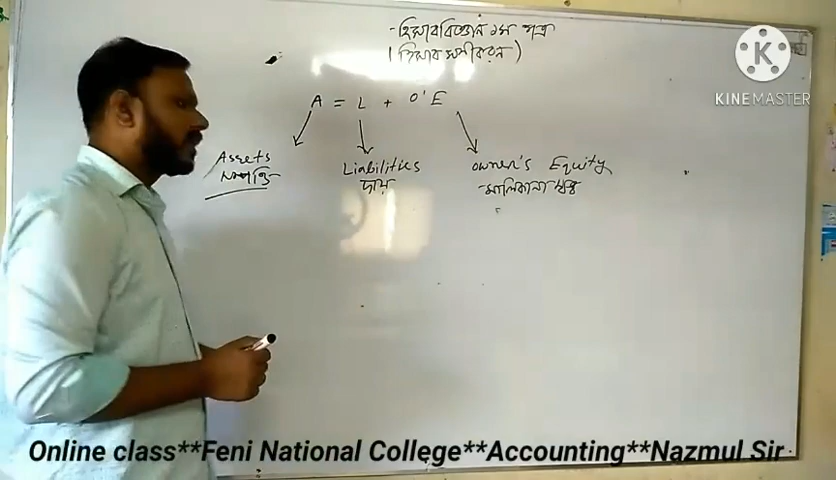 হিসাববিজ্ঞান ১ম পত্র
(হিসাব সমীকরন)
KINEMASTER
A = L + O'E
Assets Liabilities owner's Equity
সম্পত্তি দায় মালিকানা স্বত্ব
Online class**Feni National College**Accounting**Nazmul Sir